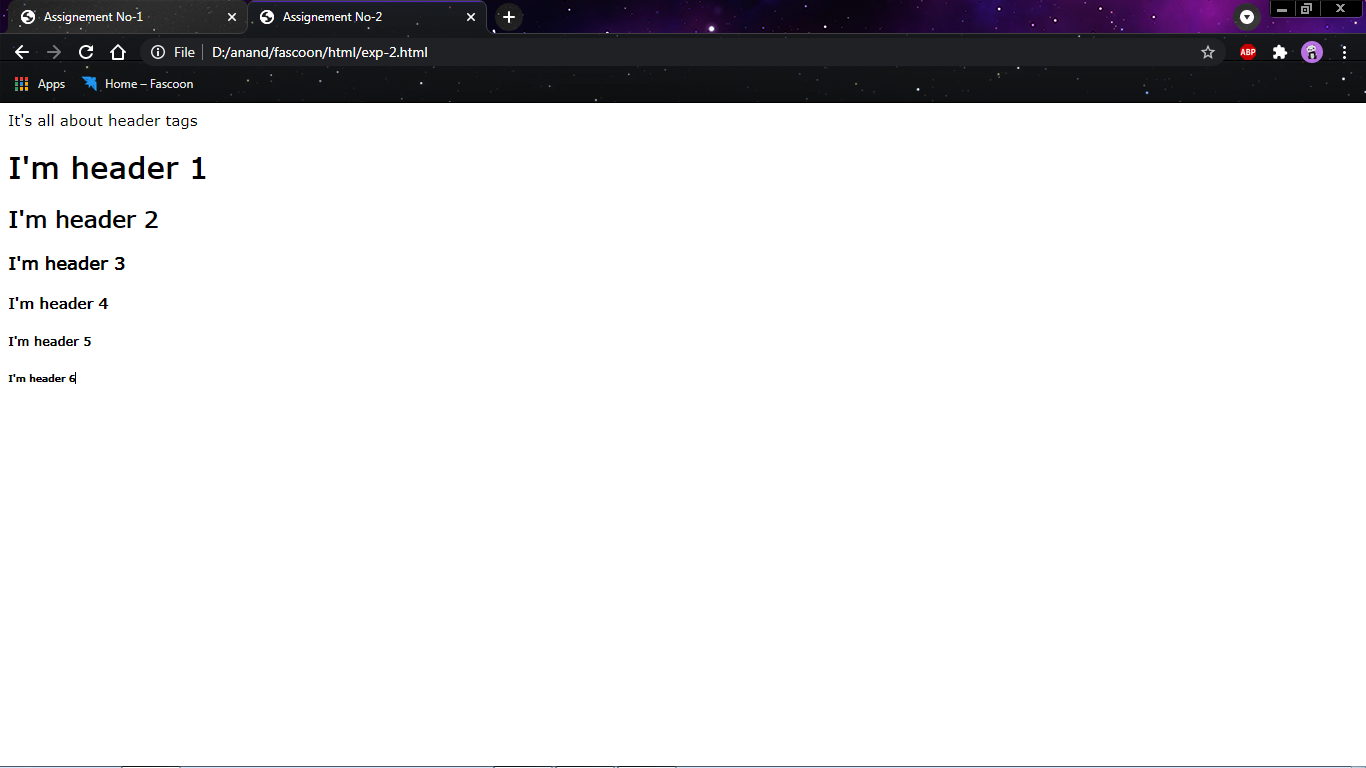 Assignement No-1
Assignement No-2
File
D:/anand/fascoon/html/exp-2.html
ABP
Apps
Home – Fascoon
It's all about header tags
I'm header 1
I'm header 2
I'm header 3
I'm header 4
I'm header 5
I'm header 6